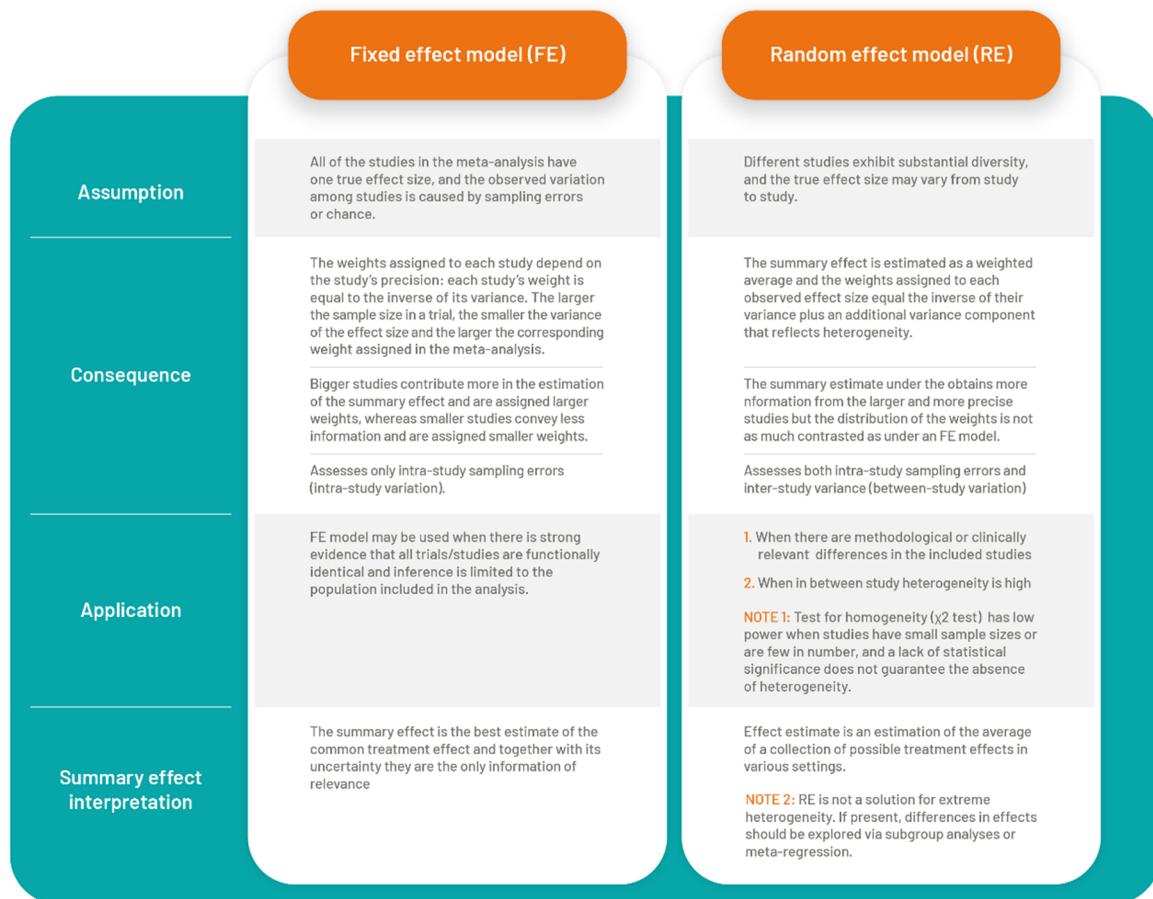 Fixed effect model (FE)
Random effect model (RE)
Assumption
All of the studies in the meta-analysis have
one true effect size, and the observed variation
among studies is caused by sampling errors
or chance.
Different studies exhibit substantial diversity,
and the true effect size may vary from study
to study.
Consequence
The weights assigned to each study depend on
the study's precision: each study's weight is
equal to the inverse of its variance. The larger
the sample size in a trial, the smaller the variance
of the effect size and the larger the corresponding
weight assigned in the meta-analysis.
The summary effect is estimated as a weighted
average and the weights assigned to each
observed effect size equal the inverse of their
variance plus an additional variance component
that reflects heterogeneity.
Bigger studies contribute more in the estimation
of the summary effect and are assigned larger
weights, whereas smaller studies convey less
information and are assigned smaller weights.
The summary estimate under the obtains more
nformation from the larger and more precise
studies but the distribution of the weights is not
as much contrasted as under an FE model.
Assesses only intra-study sampling errors
(intra-study variation).
Assesses both intra-study sampling errors and
inter-study variance (between-study variation)
Application
FE model may be used when there is strong
evidence that all trials/studies are functionally
identical and inference is limited to the
population included in the analysis.
1. When there are methodological or clinically
relevant differences in the included studies
2. When in between study heterogeneity is high
NOTE 1: Test for homogeneity (χ2 test) has low
power when studies have small sample sizes or
are few in number, and a lack of statistical
significance does not guarantee the absence
of heterogeneity.
Summary effect
interpretation
The summary effect is the best estimate of the
common treatment effect and together with its
uncertainty they are the only information of
relevance
Effect estimate is an estimation of the average
of a collection of possible treatment effects in
various settings.
NOTE 2: RE is not a solution for extreme
heterogeneity. If present, differences in effects
should be explored via subgroup analyses or
meta-regression.